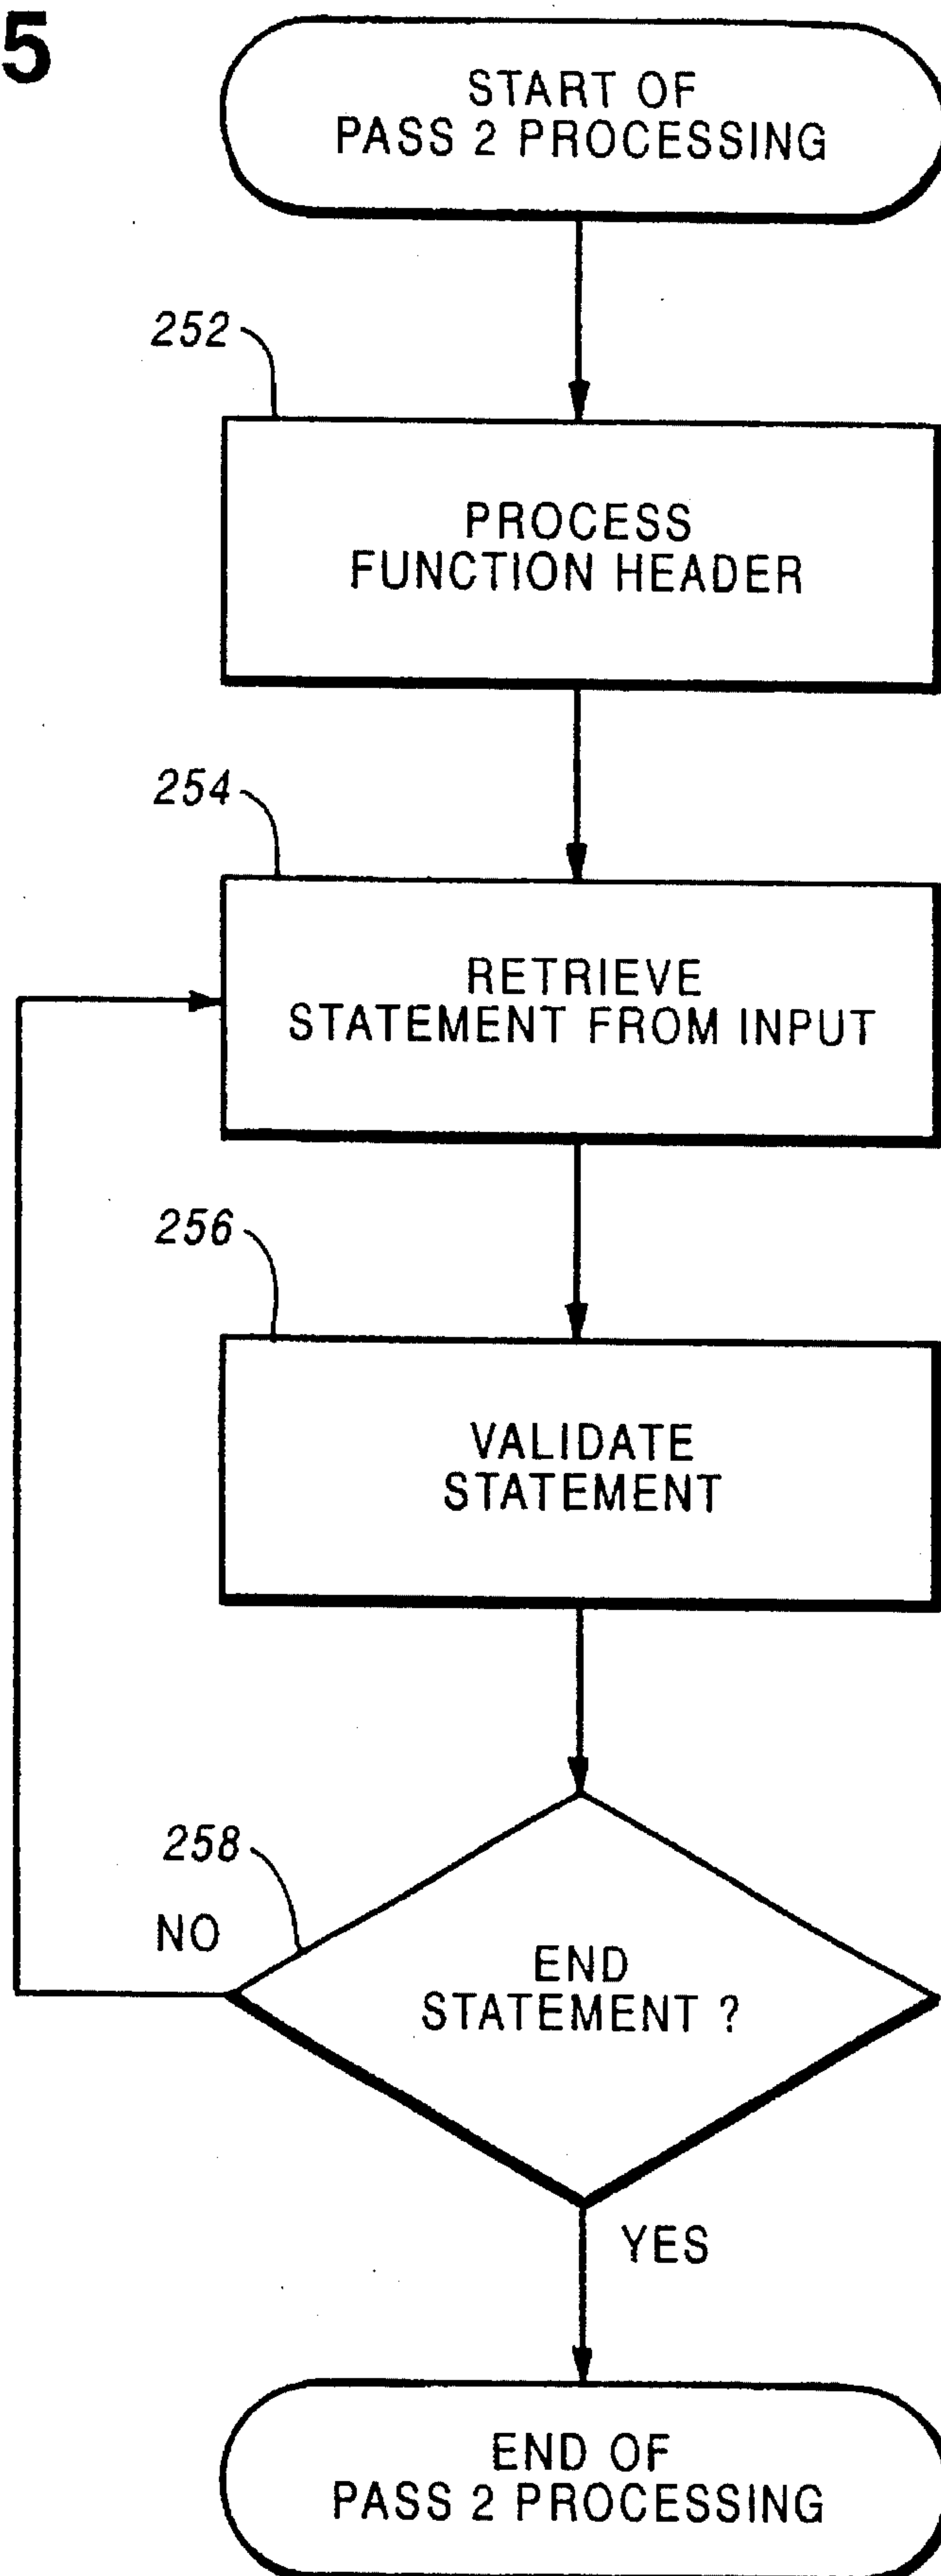 5
START OF
PASS 2 PROCESSING
252
PROCESS
FUNCTION HEADER
254
RETRIEVE
STATEMENT FROM INPUT
256
VALIDATE
STATEMENT
258
NO
END
STATEMENT ?
YES
END OF
PASS 2 PROCESSING